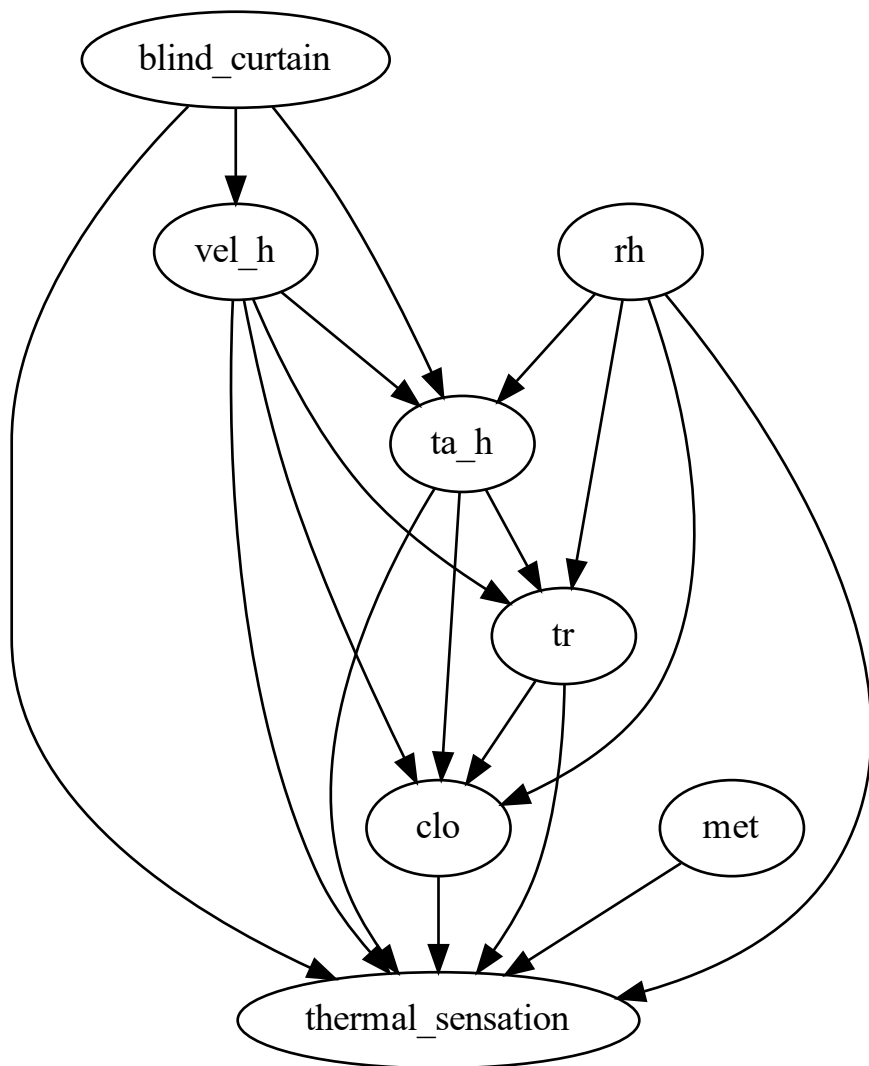 blind_curtain
vel_h
rh
ta_h
tr
clo
met
thermal_sensation